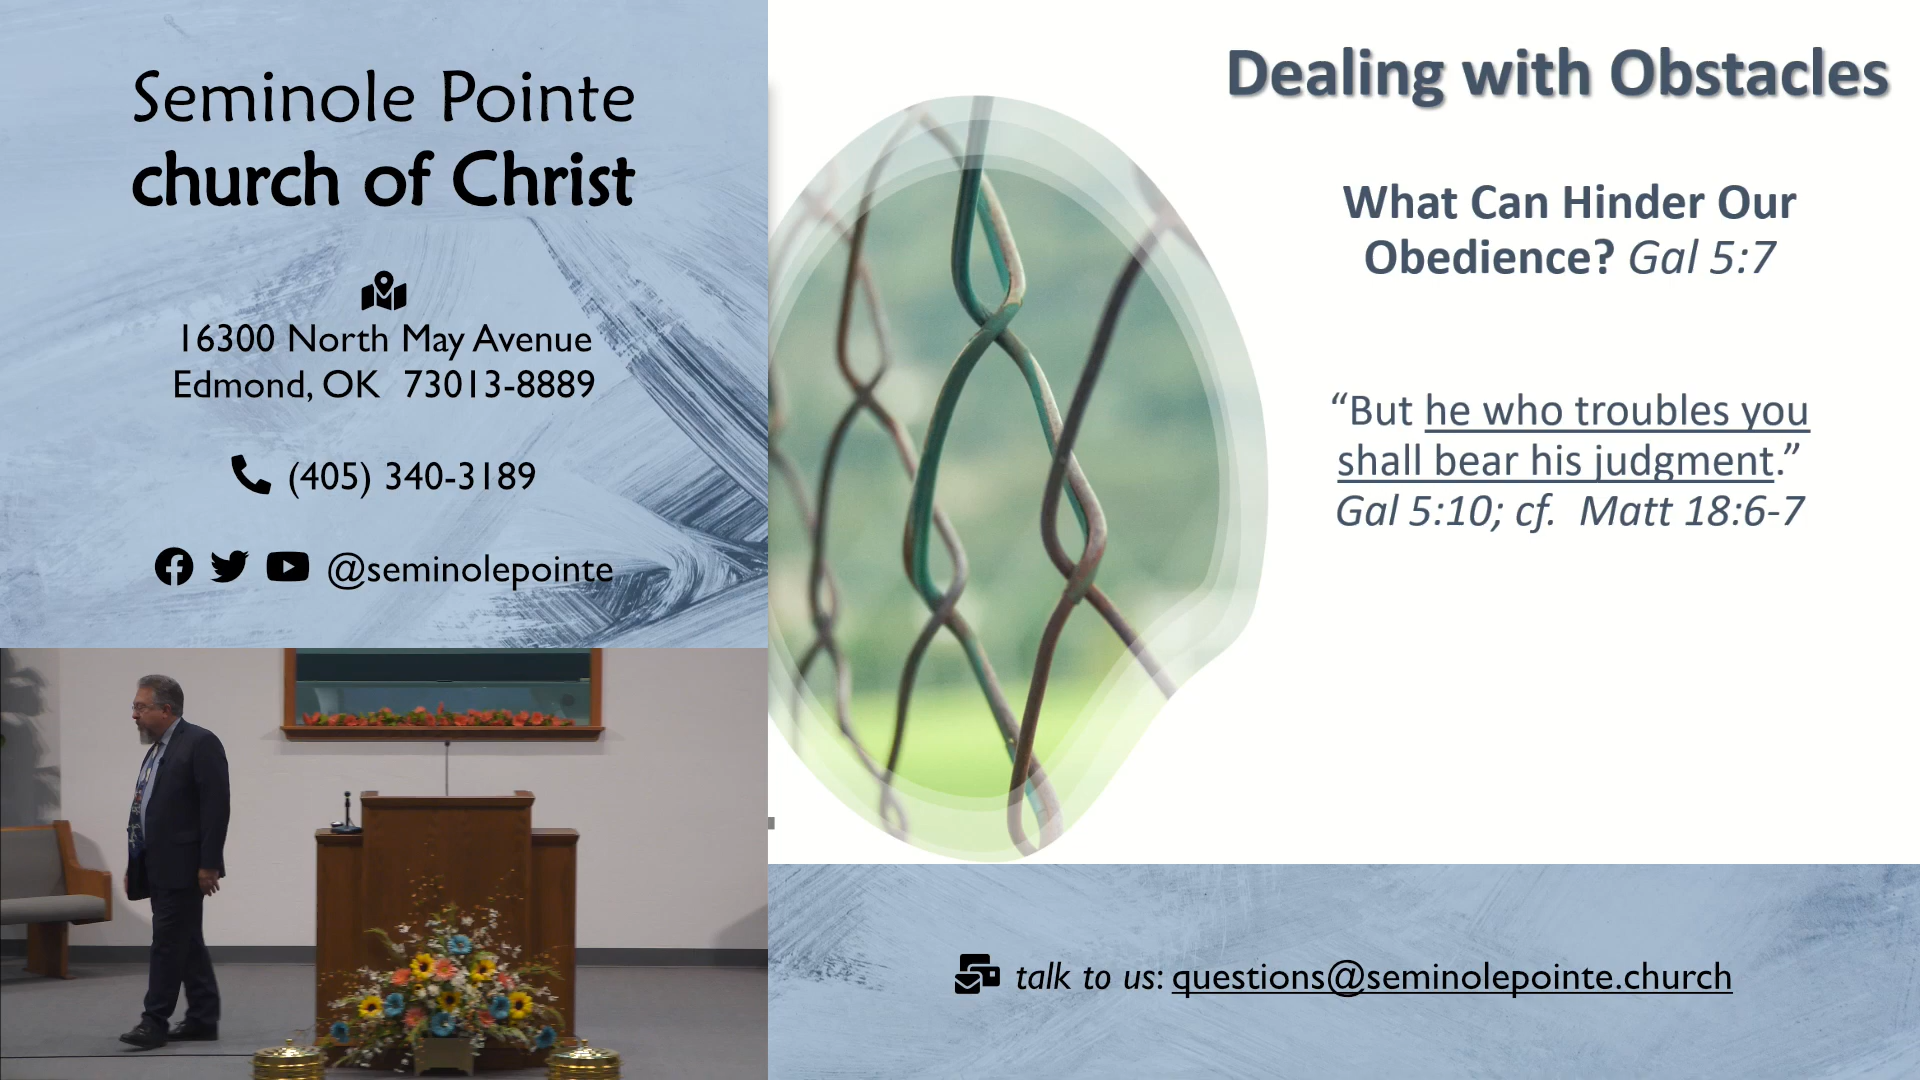 Seminole Pointe
church of Christ
16300 North May Avenue
Edmond, OK 73013-8889
(405) 340-3189
@seminolepointe
Dealing with Obstacles
What Can Hinder Our
Obedience? Gal 5:7
“But he who troubles you
shall bear his judgment.”
Gal 5:10; cf. Matt 18:6-7
talk to us: questions@seminolepointe.church